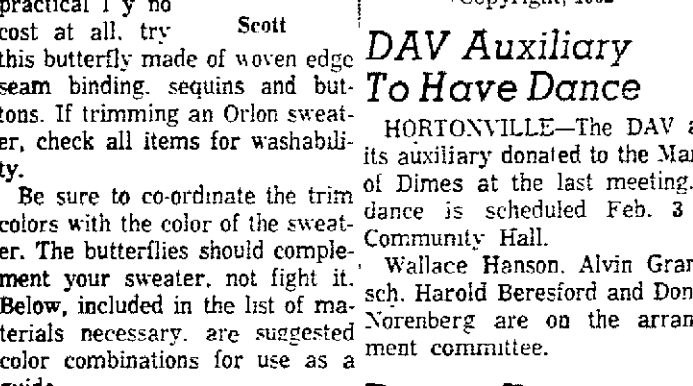 practical l y no
cost at all, try
Scott
this butterfly made of woven edge
seam binding, sequins and but-
tons. If trimming an Orlon sweat-
er, check all items for washabili-
ty.
Be sure to co-ordinate the trim
colors with the color of the sweat-
er. The butterflies should comple-
ment your sweater, not fight it.
Below, included in the list of ma-
terials necessary, are suggested
color combinations for use as a
guide
Copyright,
DAV Auxiliary
To Have Dance
HORTONVILLE—The DAV a
its auxiliary donated to the Mar
of Dimes at the last meeting.
dance is scheduled Feb. 3
Community Hall.
Wallace Hanson, Alvin Gran
sch, Harold Beresford and Don
Norenberg are on the arran
ment committee.